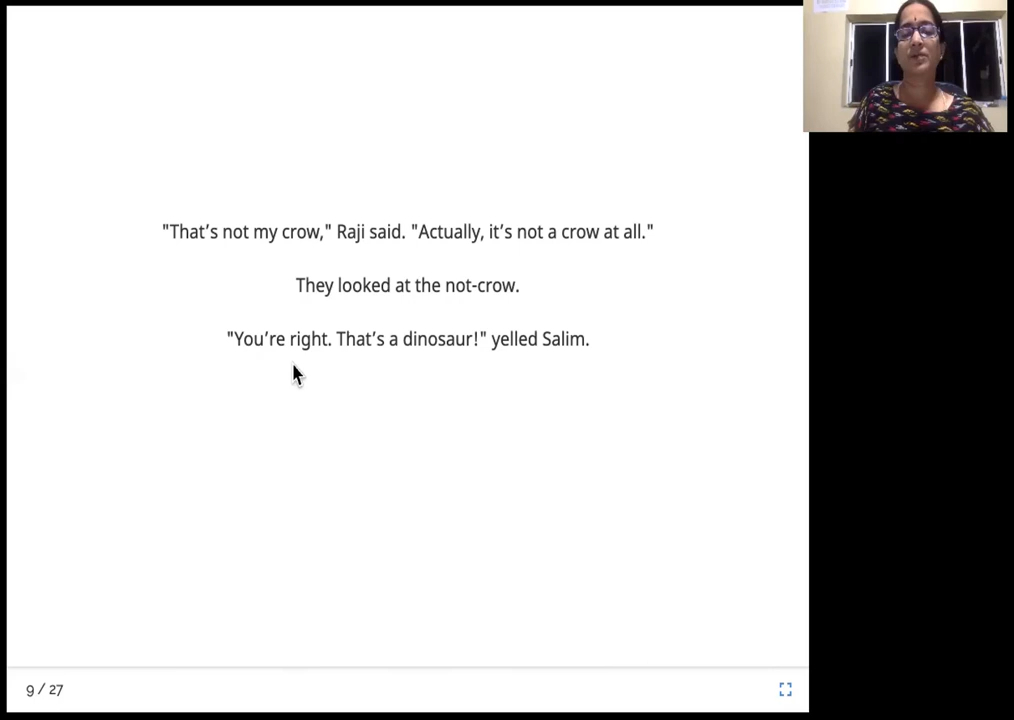 "That’s not my crow," Raji said. "Actually, it’s not a crow at all."
They looked at the not-crow.
"You’re right. That’s a dinosaur!" yelled Salim.
9 / 27